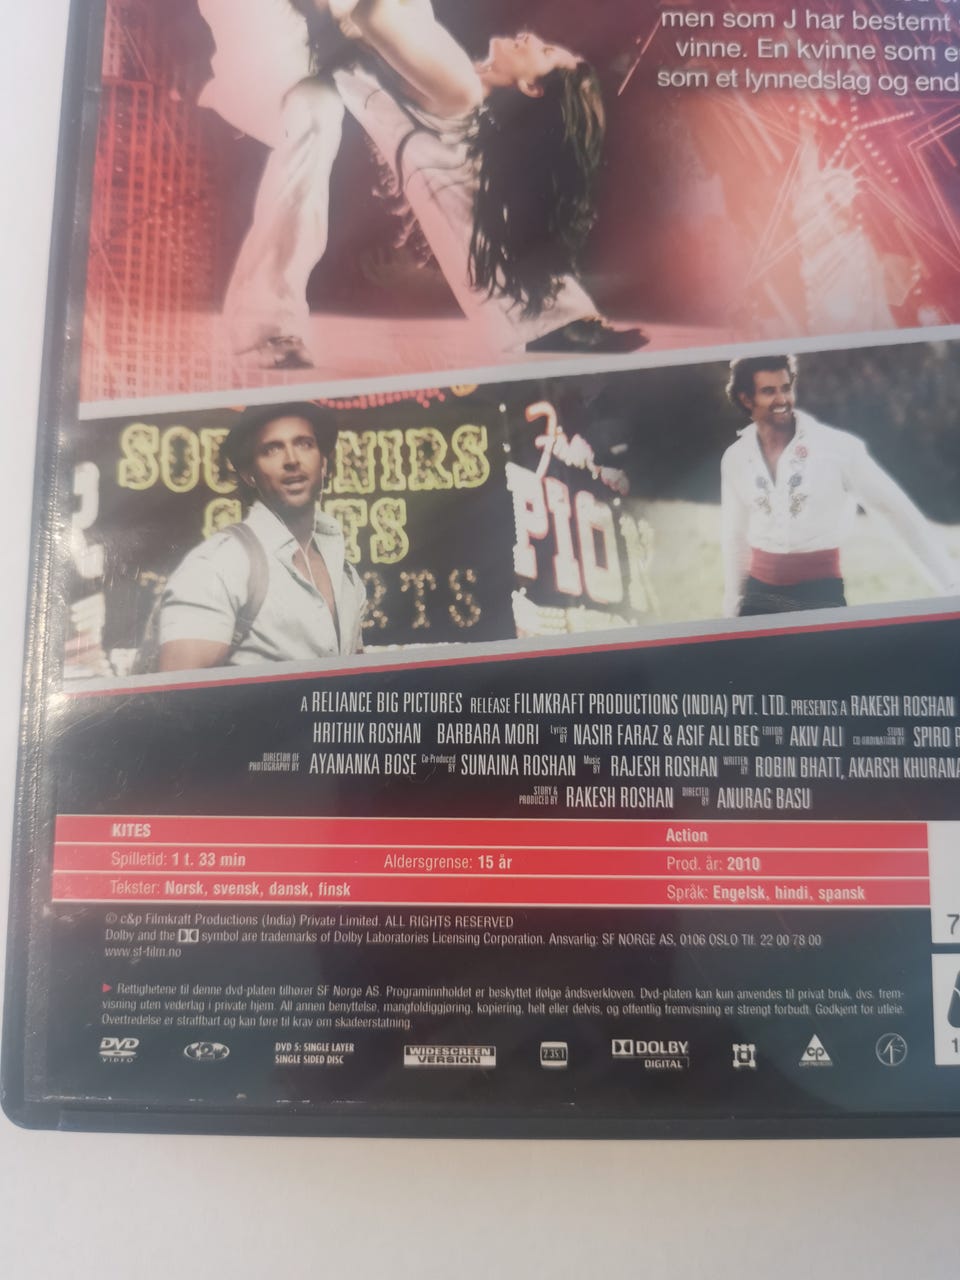 men som J har bestemt
vinne. En kvinne som e
som et lynnedslag og end
A RELIANCE BIG PICTURES RELEASE FILMKRAFT PRODUCTIONS (INDIA) PVT. LTD. PRESENTS A RAKESH ROSHAN
HRITHIK ROSHAN BARBARA MORI Lyrics BY NASIR FARAZ & ASIF ALI BEG EDITOR BY AKIV ALI STUNT CO-ORDINATION BY SPIRO
DIRECTOR OF PHOTOGRAPHY BY AYANANKA BOSE Co-Produced BY SUNAINA ROSHAN Music BY RAJESH ROSHAN WRITTEN BY ROBIN BHATT, AKARSH KHURANA
STORY & PRODUCED BY RAKESH ROSHAN DIRECTED BY ANURAG BASU
KITES Action
Spilletid: 1 t. 33 min Aldersgrense: 15 år Prod. år: 2010
Tekster: Norsk, svensk, dansk, finsk Språk: Engelsk, hindi, spansk
© c&p Filmkraft Productions (India) Private Limited. ALL RIGHTS RESERVED
Dolby and the symbol are trademarks of Dolby Laboratories Licensing Corporation. Ansvarlig: SF NORGE AS, 0106 OSLO Tlf. 22 00 78 00
www.sf-film.no
7
Rettighetene til denne dvd-platen tilhører SF Norge AS. Programinnholdet er beskyttet ifølge åndsverkloven. Dvd-platen kan kun anvendes til privat bruk, dvs. frem-
visning uten vederlag i private hjem. All annen benyttelse, mangfoldiggjøring, kopiering, helt eller delvis, og offentlig fremvisning er strengt forbudt. Godkjent for utleie.
Overtredelse er straffbart og kan føre til krav om skadeerstatning.
DVD VIDEO 2 DVD 5: SINGLE LAYER SINGLE SIDED DISC WIDESCREEN VERSION 2.35:1 DOLBY DIGITAL CP
1